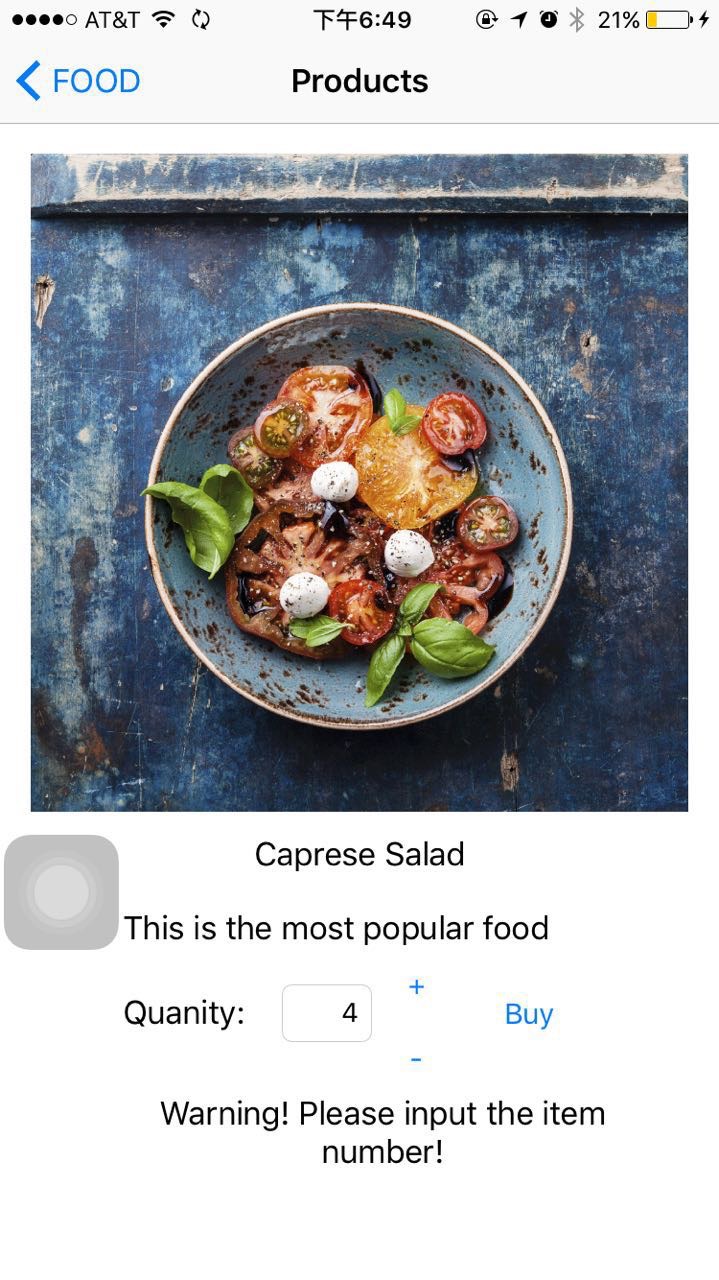 AT&T 下午6:49 21%
FOOD Products
Caprese Salad
This is the most popular food
+
Quanity: 4 Buy
-
Warning! Please input the item
number!